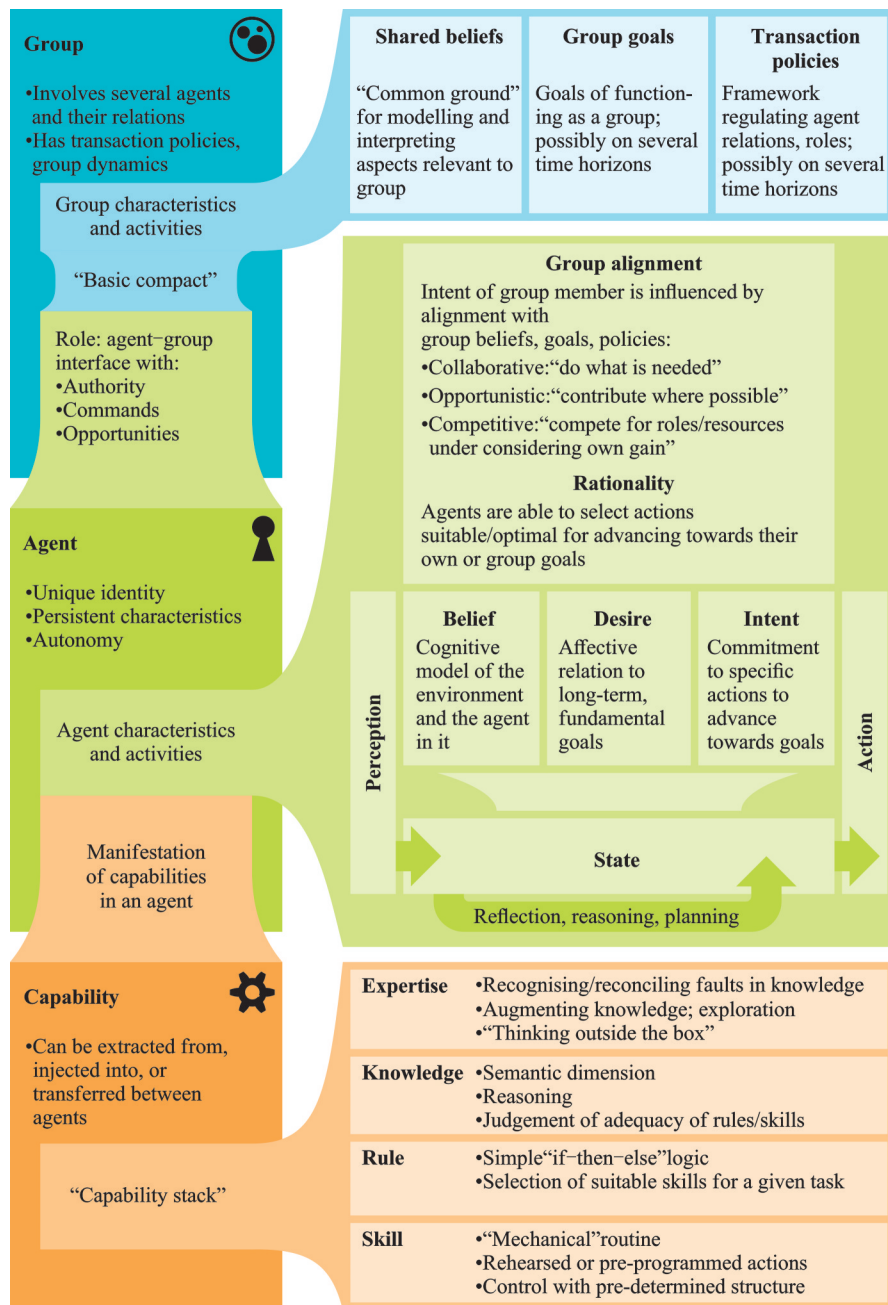 Group
•Involves several agents
and their relations
•Has transaction policies,
group dynamics
Group characteristics
and activities
“Basic compact”
Role: agent–group
interface with:
•Authority
•Commands
•Opportunities
Shared beliefs
“Common ground”
for modelling and
interpreting
aspects relevant to
group
Group goals
Goals of function-
ing as a group;
possibly on several
time horizons
Transaction
policies
Framework
regulating agent
relations, roles;
possibly on several
time horizons
Agent
•Unique identity
•Persistent characteristics
•Autonomy
Agent characteristics
and activities
Manifestation
of capabilities
in an agent
Group alignment
Intent of group member is influenced by
alignment with
group beliefs, goals, policies:
•Collaborative:“do what is needed”
•Opportunistic:“contribute where possible”
•Competitive:“compete for roles/resources
under considering own gain”
Rationality
Agents are able to select actions
suitable/optimal for advancing towards their
own or group goals
Perception
Belief
Cognitive
model of the
environment
and the agent
in it
Desire
Affective
relation to
long-term,
fundamental
goals
Intent
Commitment
to specific
actions to
advance
towards goals
Action
State
Reflection, reasoning, planning
Capability
•Can be extracted from,
injected into, or
transferred between
agents
“Capability stack”
Expertise
•Recognising/reconciling faults in knowledge
•Augmenting knowledge; exploration
•“Thinking outside the box”
Knowledge
•Semantic dimension
•Reasoning
•Judgement of adequacy of rules/skills
Rule
•Simple“if–then–else”logic
•Selection of suitable skills for a given task
Skill
•“Mechanical”routine
•Rehearsed or pre-programmed actions
•Control with pre-determined structure